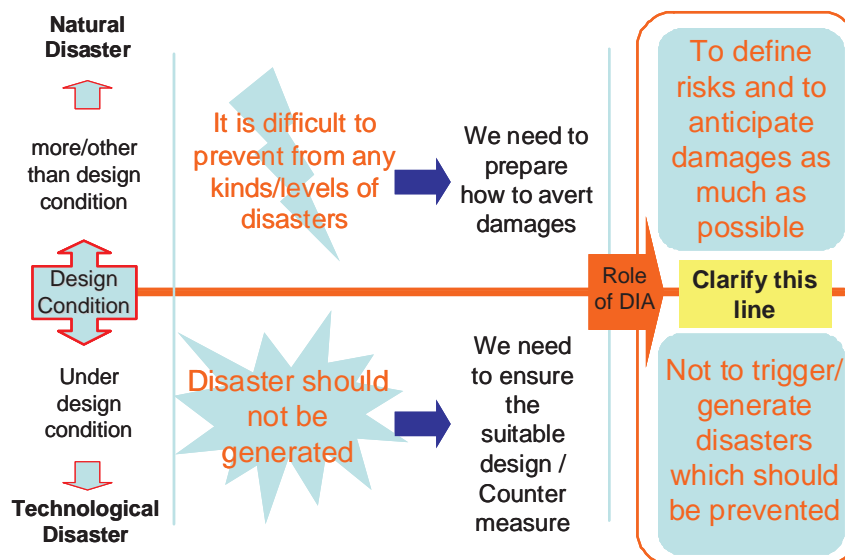 Natural
Disaster
more/other
than design
condition
Design
Condition
Under
design
condition
Technological
Disaster
It is difficult to
prevent from any
kinds/levels of
disasters
We need to
prepare
how to avert
damages
Disaster should
not be
generated
We need
to ensure
the
suitable
design /
Counter
measure
Role
of DIA
To define
risks and to
anticipate
damages as
much as
possible
Clarify this
line
Not to trigger/
generate
disasters
which should
be prevented